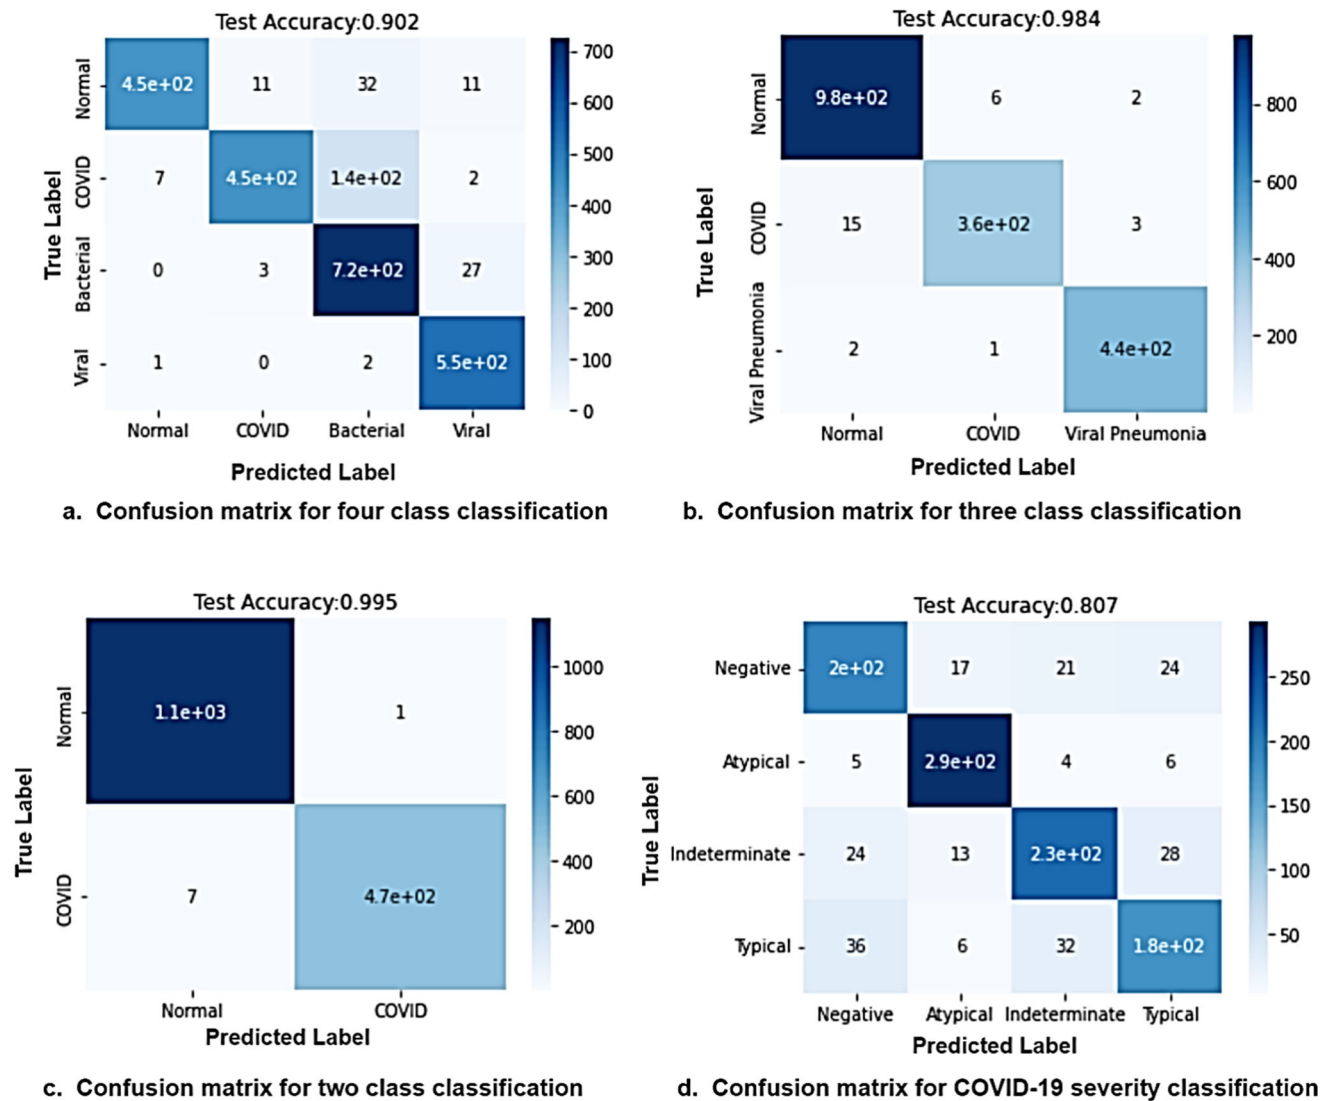 Test Accuracy:0.902
700
600
500
400
300
200
100
0
True Label
Normal 4.5e+02 11 32 11
COVID 7 4.5e+02 1.4e+02 2
Bacterial 0 3 7.2e+02 27
Viral 1 0 2 5.5e+02
Normal COVID Bacterial Viral
Predicted Label
a. Confusion matrix for four class classification
Test Accuracy:0.984
800
600
400
200
True Label
Normal 9.8e+02 6 2
COVID 15 3.6e+02 3
Viral Pneumonia 2 1 4.4e+02
Normal COVID Viral Pneumonia
Predicted Label
b. Confusion matrix for three class classification
Test Accuracy:0.995
1000
800
600
400
200
True Label
Normal 1.1e+03 1
COVID 7 4.7e+02
Normal COVID
Predicted Label
c. Confusion matrix for two class classification
Test Accuracy:0.807
250
200
150
100
50
True Label
Negative 2e+02 17 21 24
Atypical 5 2.9e+02 4 6
Indeterminate 24 13 2.3e+02 28
Typical 36 6 32 1.8e+02
Negative Atypical Indeterminate Typical
Predicted Label
d. Confusion matrix for COVID-19 severity classification